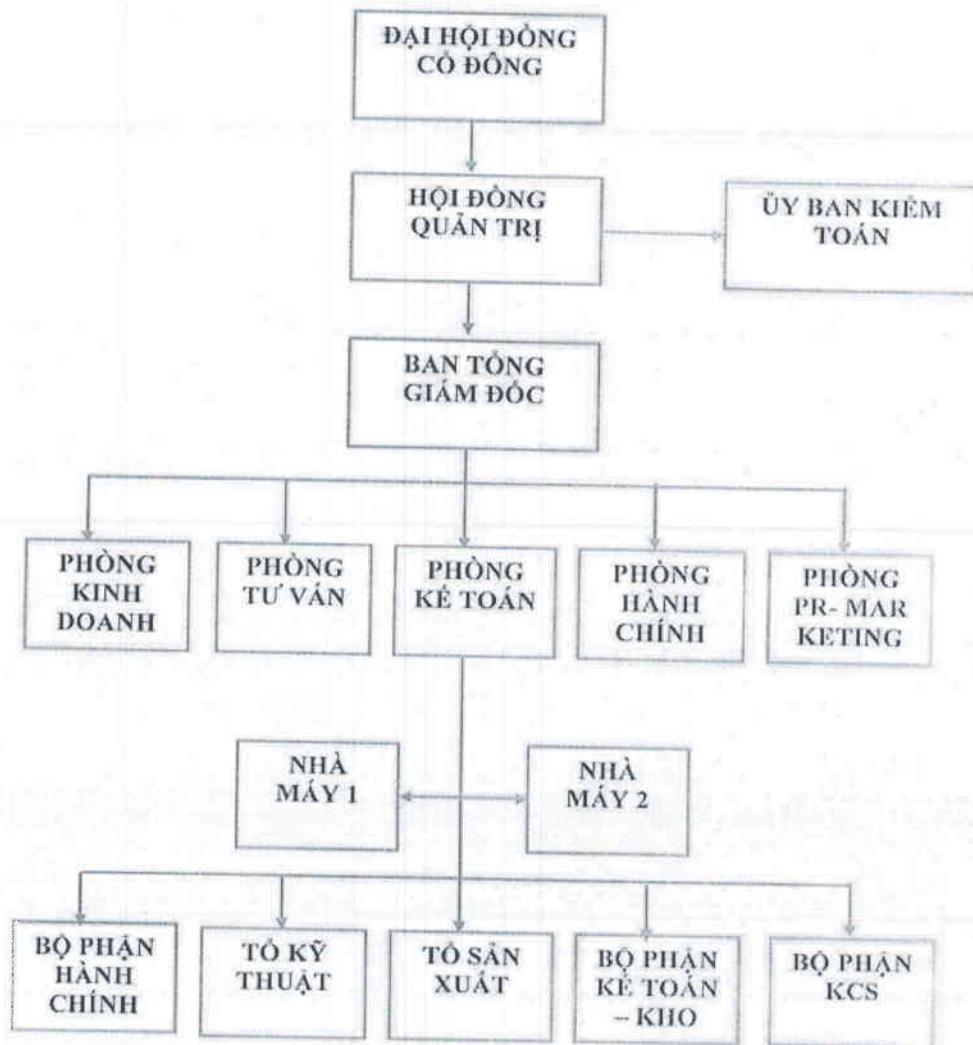 ĐẠI HỘI ĐỒNG
CỔ ĐÔNG
HỘI ĐỒNG
QUẢN TRỊ
ỦY BAN KIỂM
TOÁN
BAN TỔNG
GIÁM ĐỐC
PHÒNG
KINH
DOANH
PHÒNG
TƯ VẤN
PHÒNG
KẾ TOÁN
PHÒNG
HÀNH
CHÍNH
PHÒNG
PR- MAR
KETING
NHÀ
MÁY 1
NHÀ
MÁY 2
BỘ PHẬN
HÀNH
CHÍNH
TỔ KỸ
THUẬT
TỔ SẢN
XUẤT
BỘ PHẬN
KẾ TOÁN
– KHO
BỘ PHẬN
KCS